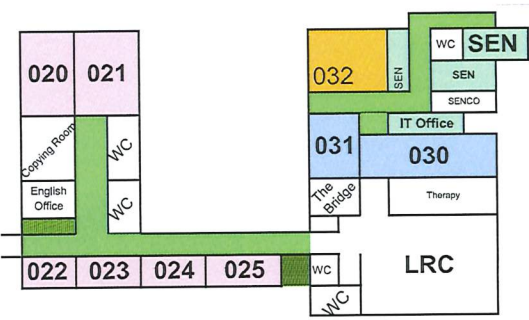 020
021
032
SEN
WC
SEN
SEN
SENCO
Copying Room
WC
IT Office
031
030
English
Office
WC
The
Bridge
Therapy
022
023
024
025
WC
LRC
WC